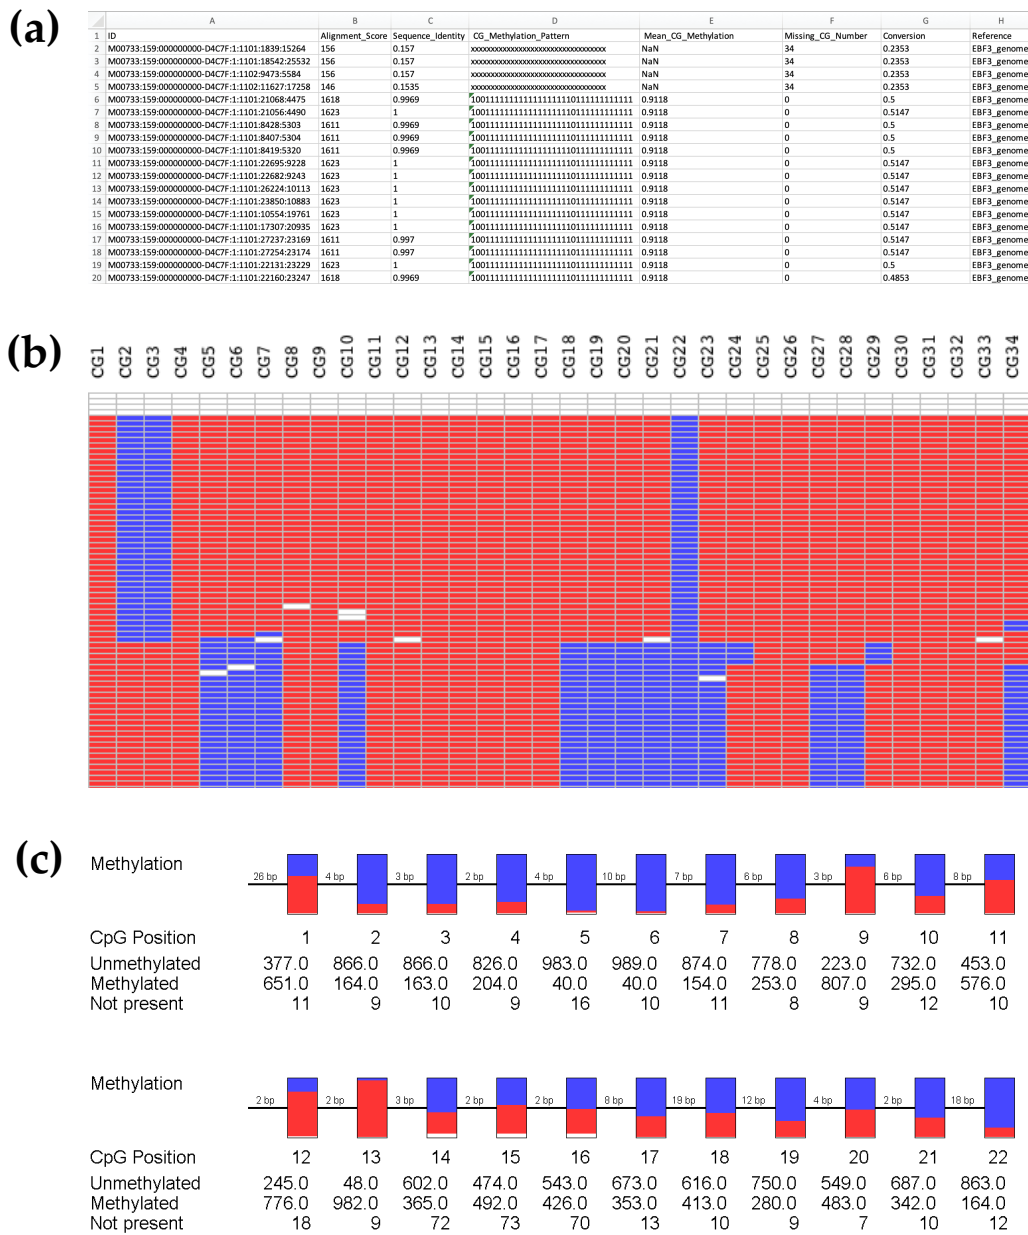 (a)
A B C D E F G H
1 ID Alignment_Score Sequence_Identity CG_Methylation_Pattern Mean_CG_Methylation Missing_CG_Number Conversion Reference
2 M00733:159:000000000-D4C7F:1:1101:1839:15264 156 0.157 xxxxxxxxxxxxxxxxxxxxxxxxxxxxxxxxxx NaN 34 0.2353 EBF3_genome
3 M00733:159:000000000-D4C7F:1:1101:18542:25532 156 0.157 xxxxxxxxxxxxxxxxxxxxxxxxxxxxxxxxxx NaN 34 0.2353 EBF3_genome
4 M00733:159:000000000-D4C7F:1:1102:9473:5584 156 0.157 xxxxxxxxxxxxxxxxxxxxxxxxxxxxxxxxxx NaN 34 0.2353 EBF3_genome
5 M00733:159:000000000-D4C7F:1:1102:11627:17258 146 0.1535 xxxxxxxxxxxxxxxxxxxxxxxxxxxxxxxxxx NaN 34 0.2353 EBF3_genome
6 M00733:159:000000000-D4C7F:1:1101:21068:4475 1618 0.9969 1001111111111111111110111111111111 0.9118 0 0.5 EBF3_genome
7 M00733:159:000000000-D4C7F:1:1101:21056:4490 1623 1 1001111111111111111110111111111111 0.9118 0 0.5147 EBF3_genome
8 M00733:159:000000000-D4C7F:1:1101:8428:5303 1611 0.9969 1001111111111111111110111111111111 0.9118 0 0.5 EBF3_genome
9 M00733:159:000000000-D4C7F:1:1101:8407:5304 1611 0.9969 1001111111111111111110111111111111 0.9118 0 0.5 EBF3_genome
10 M00733:159:000000000-D4C7F:1:1101:8419:5320 1611 0.9969 1001111111111111111110111111111111 0.9118 0 0.5 EBF3_genome
11 M00733:159:000000000-D4C7F:1:1101:22695:9228 1623 1 1001111111111111111110111111111111 0.9118 0 0.5147 EBF3_genome
12 M00733:159:000000000-D4C7F:1:1101:22682:9243 1623 1 1001111111111111111110111111111111 0.9118 0 0.5147 EBF3_genome
13 M00733:159:000000000-D4C7F:1:1101:26224:10113 1623 1 1001111111111111111110111111111111 0.9118 0 0.5147 EBF3_genome
14 M00733:159:000000000-D4C7F:1:1101:23850:10883 1623 1 1001111111111111111110111111111111 0.9118 0 0.5147 EBF3_genome
15 M00733:159:000000000-D4C7F:1:1101:10554:19761 1623 1 1001111111111111111110111111111111 0.9118 0 0.5147 EBF3_genome
16 M00733:159:000000000-D4C7F:1:1101:17307:20935 1623 1 1001111111111111111110111111111111 0.9118 0 0.5147 EBF3_genome
17 M00733:159:000000000-D4C7F:1:1101:27237:23169 1611 0.997 1001111111111111111110111111111111 0.9118 0 0.5147 EBF3_genome
18 M00733:159:000000000-D4C7F:1:1101:27254:23174 1611 0.997 1001111111111111111110111111111111 0.9118 0 0.5147 EBF3_genome
19 M00733:159:000000000-D4C7F:1:1101:22131:23229 1623 1 1001111111111111111110111111111111 0.9118 0 0.5 EBF3_genome
20 M00733:159:000000000-D4C7F:1:1101:22160:23247 1618 0.9969 1001111111111111111110111111111111 0.9118 0 0.4853 EBF3_genome
(b)
CG1 CG2 CG3 CG4 CG5 CG6 CG7 CG8 CG9 CG10 CG11 CG12 CG13 CG14 CG15 CG16 CG17 CG18 CG19 CG20 CG21 CG22 CG23 CG24 CG25 CG26 CG27 CG28 CG29 CG30 CG31 CG32 CG33 CG34
(c)
Methylation
26 bp 4 bp 3 bp 2 bp 4 bp 10 bp 7 bp 6 bp 3 bp 6 bp 8 bp
CpG Position 1 2 3 4 5 6 7 8 9 10 11
Unmethylated 377.0 866.0 866.0 826.0 983.0 989.0 874.0 778.0 223.0 732.0 453.0
Methylated 651.0 164.0 163.0 204.0 40.0 40.0 154.0 253.0 807.0 295.0 576.0
Not present 11 9 10 9 16 10 11 8 9 12 10
Methylation
2 bp 2 bp 3 bp 2 bp 2 bp 8 bp 19 bp 12 bp 4 bp 2 bp 18 bp
CpG Position 12 13 14 15 16 17 18 19 20 21 22
Unmethylated 245.0 48.0 602.0 474.0 543.0 673.0 616.0 750.0 549.0 687.0 863.0
Methylated 776.0 982.0 365.0 492.0 426.0 353.0 413.0 280.0 483.0 342.0 164.0
Not present 18 9 72 73 70 13 10 9 7 10 12